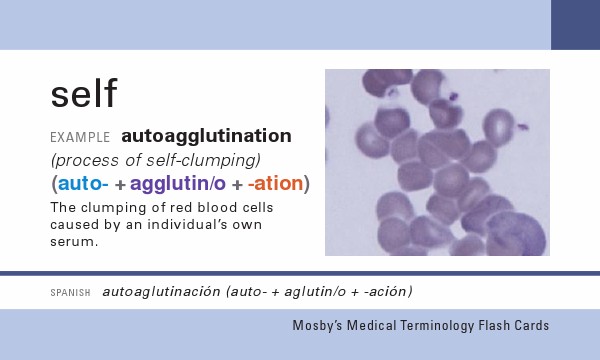 self
EXAMPLE autoagglutination
(process of self-clumping)
(auto- + agglutin/o + -ation)
The clumping of red blood cells
caused by an individual's own
serum.
SPANISH autoaglutinación (auto- + aglutin/o + -ación)
Mosby's Medical Terminology Flash Cards